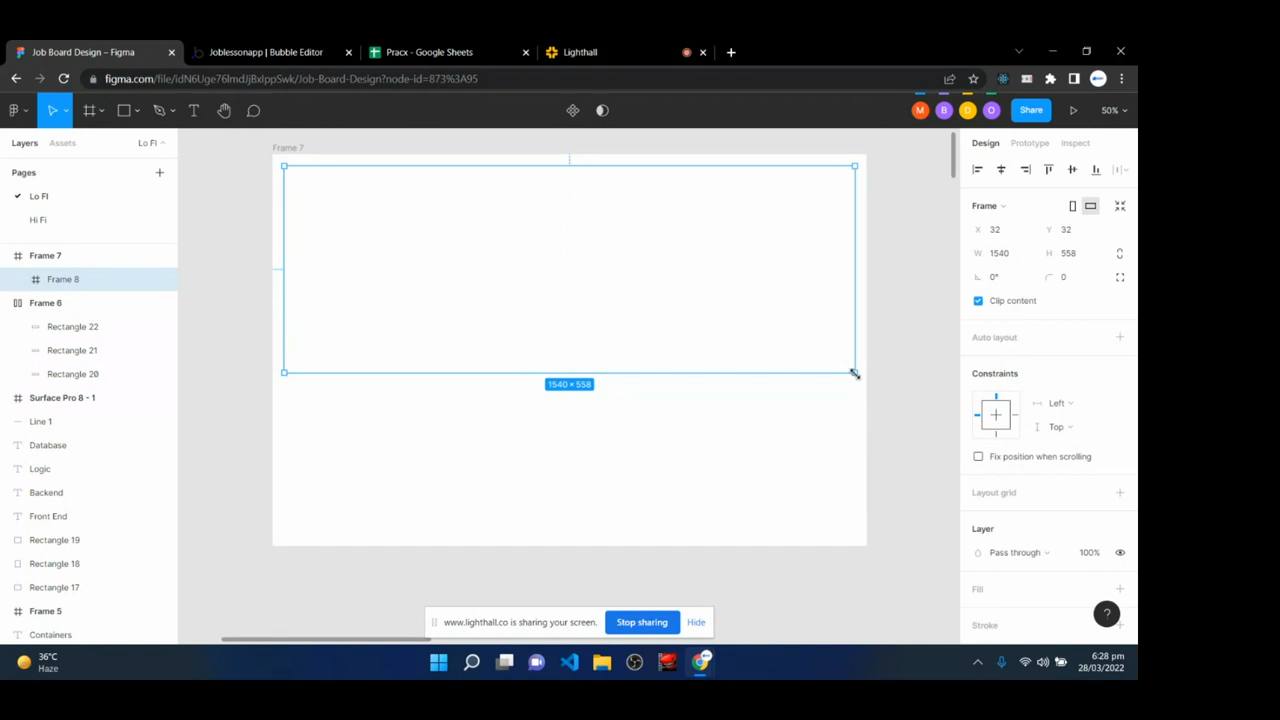 Job Board Design – Figma
Joblessonapp | Bubble Editor
Pracx - Google Sheets
Lighthall
figma.com/file/idN6Uge76lmdJjBxlppSwk/Job-Board-Design?node-id=873%3A95
M
B
D
O
Share
50%
Layers
Assets
Lo FI
Design
Prototype
Inspect
Pages
Lo FI
Hi Fi
Frame 7
Frame 8
Frame 6
Rectangle 22
Rectangle 21
Rectangle 20
Surface Pro 8 - 1
Line 1
Database
Logic
Backend
Front End
Rectangle 19
Rectangle 18
Rectangle 17
Frame 5
Containers
Frame 7
1540 × 558
Frame
X 32
Y 32
W 1540
H 558
0°
0
Clip content
Auto layout
Constraints
Left
Top
Fix position when scrolling
Layout grid
Layer
Pass through
100%
Fill
Stroke
?
www.lighthall.co is sharing your screen.
Stop sharing
Hide
36°C
Haze
6:28 pm
28/03/2022